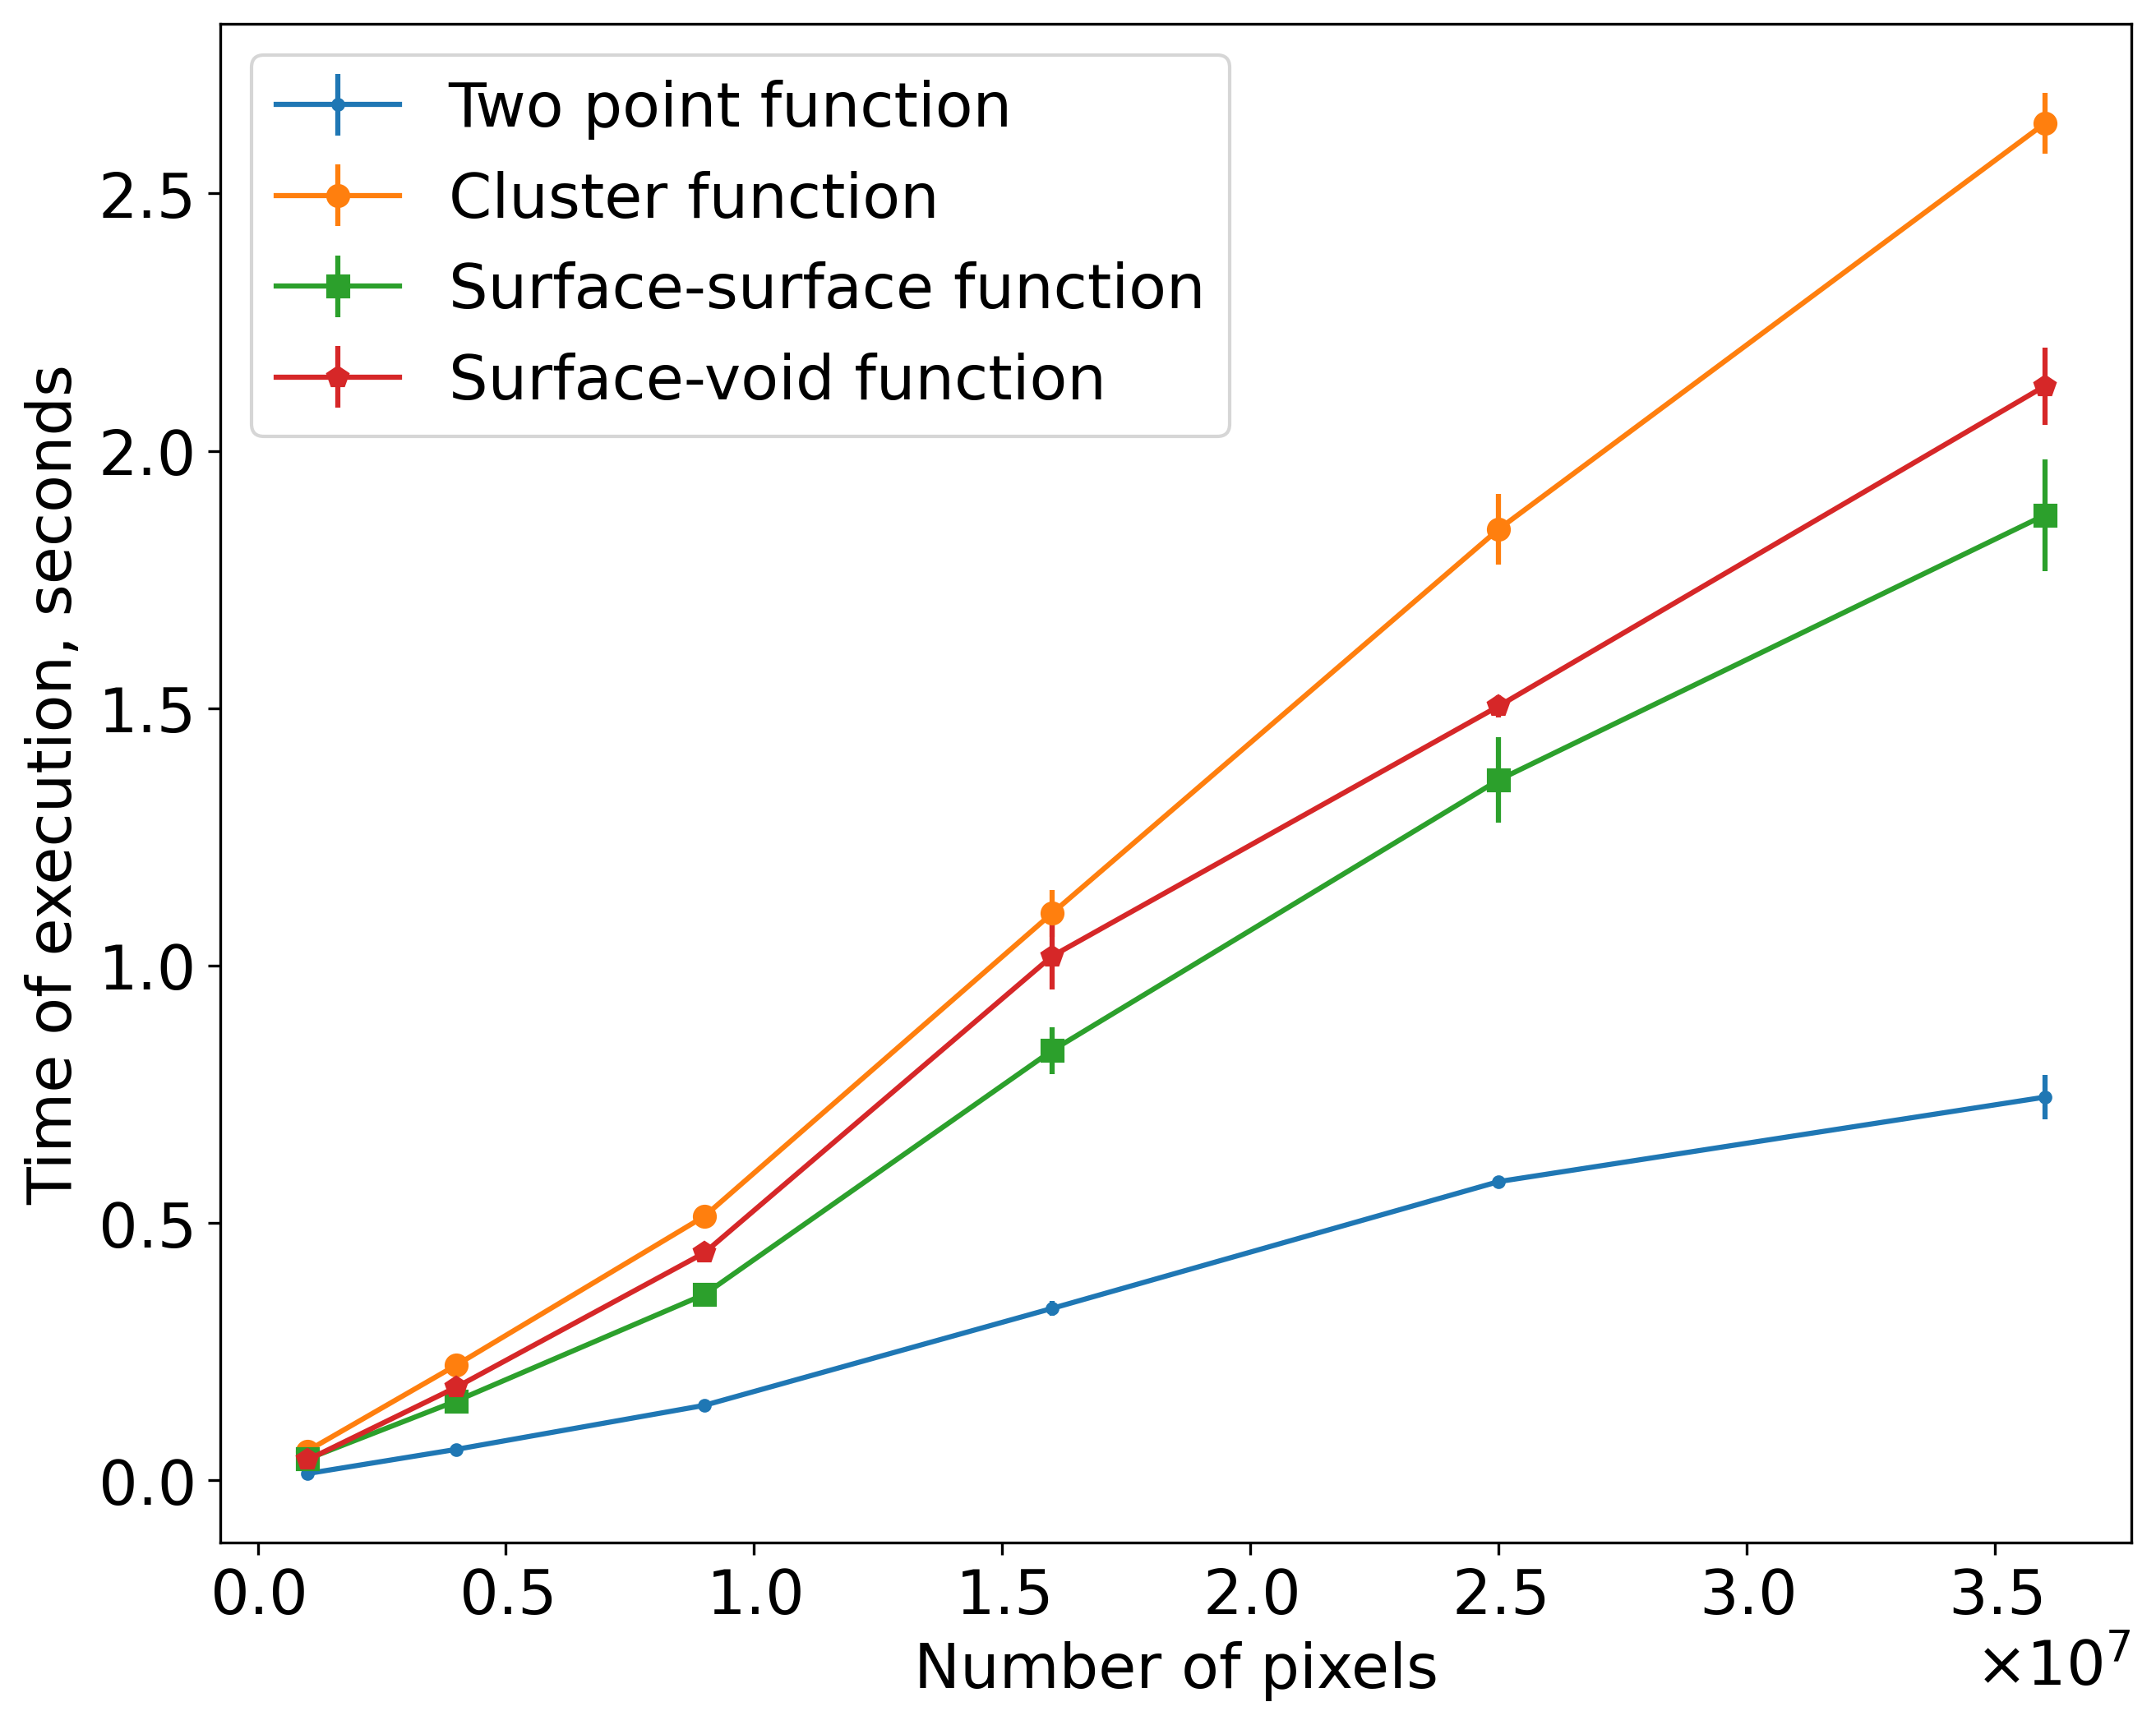 Two point function
Cluster function
Surface-surface function
Surface-void function
Time of execution, seconds
2.5
2.0
1.5
1.0
0.5
0.0
0.0 0.5 1.0 1.5 2.0 2.5 3.0 3.5
Number of pixels
×10⁷